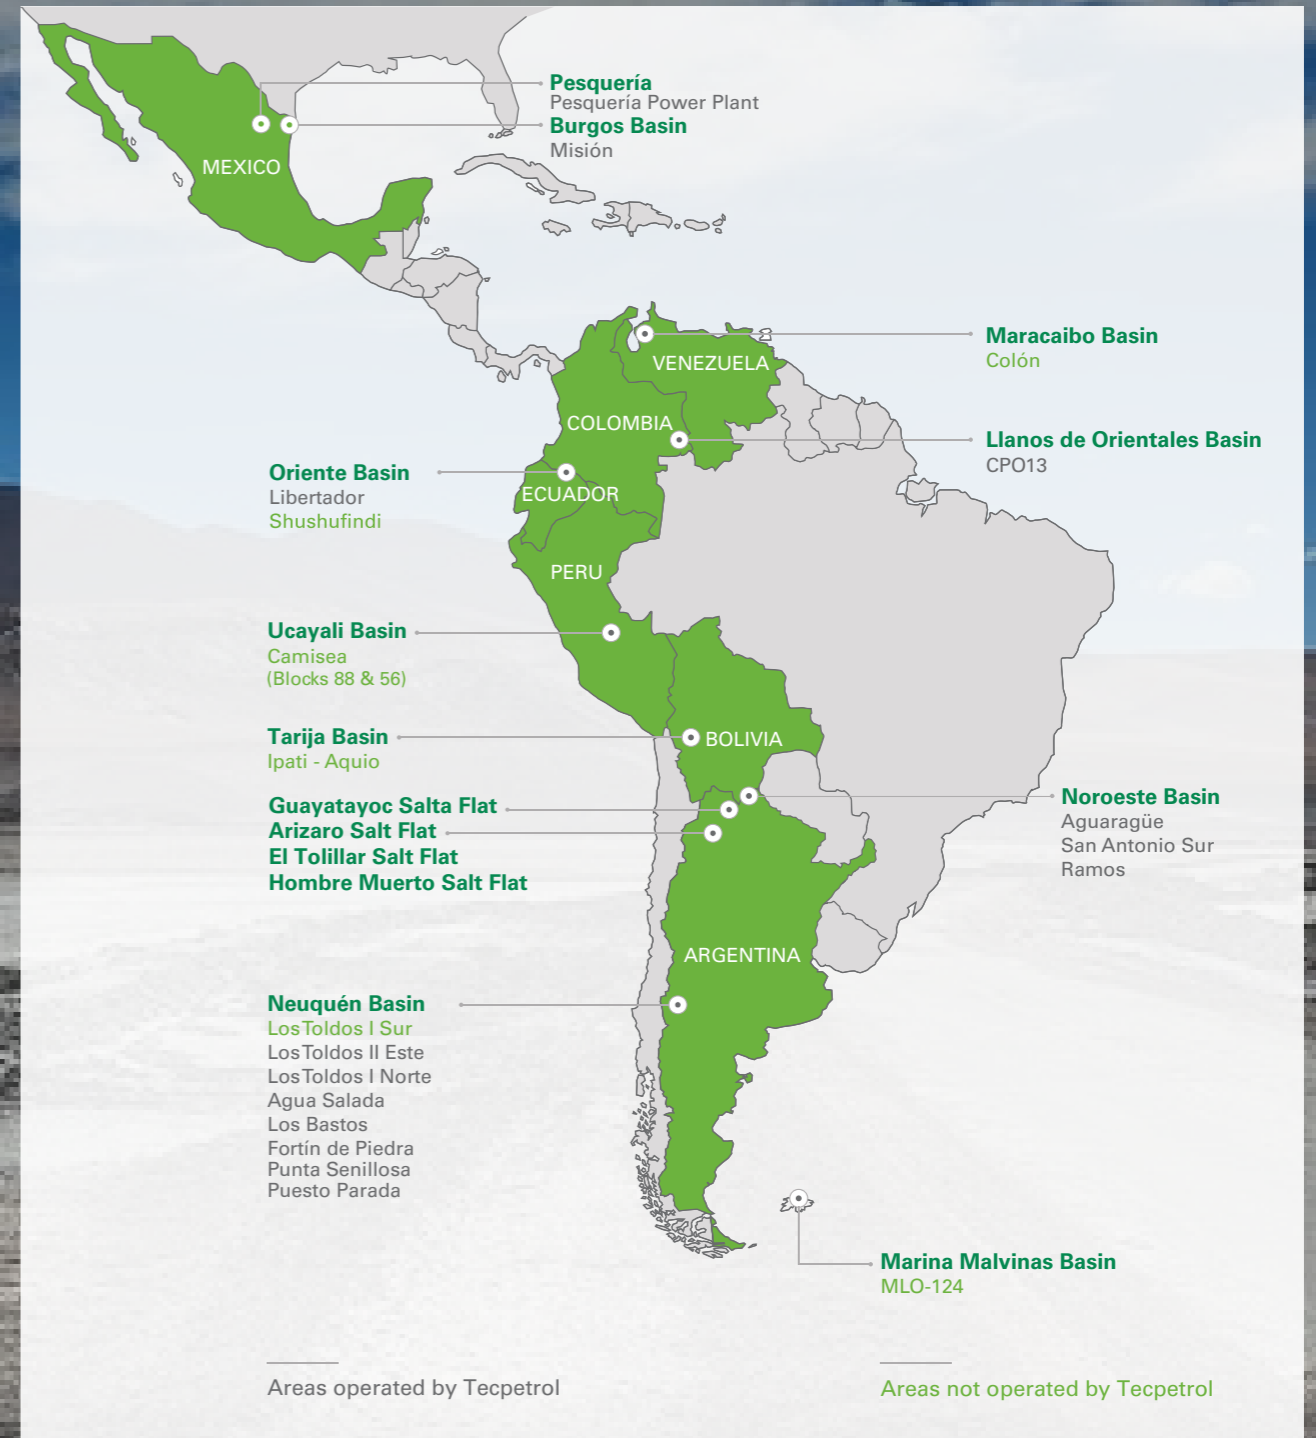 Pesquería
Pesquería Power Plant
Burgos Basin
Misión
MEXICO
Maracaibo Basin
Colón
VENEZUELA
COLOMBIA
Llanos de Orientales Basin
CPO13
Oriente Basin
Libertador
Shushufindi
ECUADOR
PERU
Ucayali Basin
Camisea
(Blocks 88 & 56)
Tarija Basin
Ipati - Aquio
BOLIVIA
Guayatayoc Salta Flat
Arizaro Salt Flat
El Tolillar Salt Flat
Hombre Muerto Salt Flat
Noroeste Basin
Aguaragüe
San Antonio Sur
Ramos
ARGENTINA
Neuquén Basin
Los Toldos I Sur
Los Toldos II Este
Los Toldos I Norte
Agua Salada
Los Bastos
Fortín de Piedra
Punta Senillosa
Puesto Parada
Marina Malvinas Basin
MLO-124
Areas operated by Tecpetrol
Areas not operated by Tecpetrol